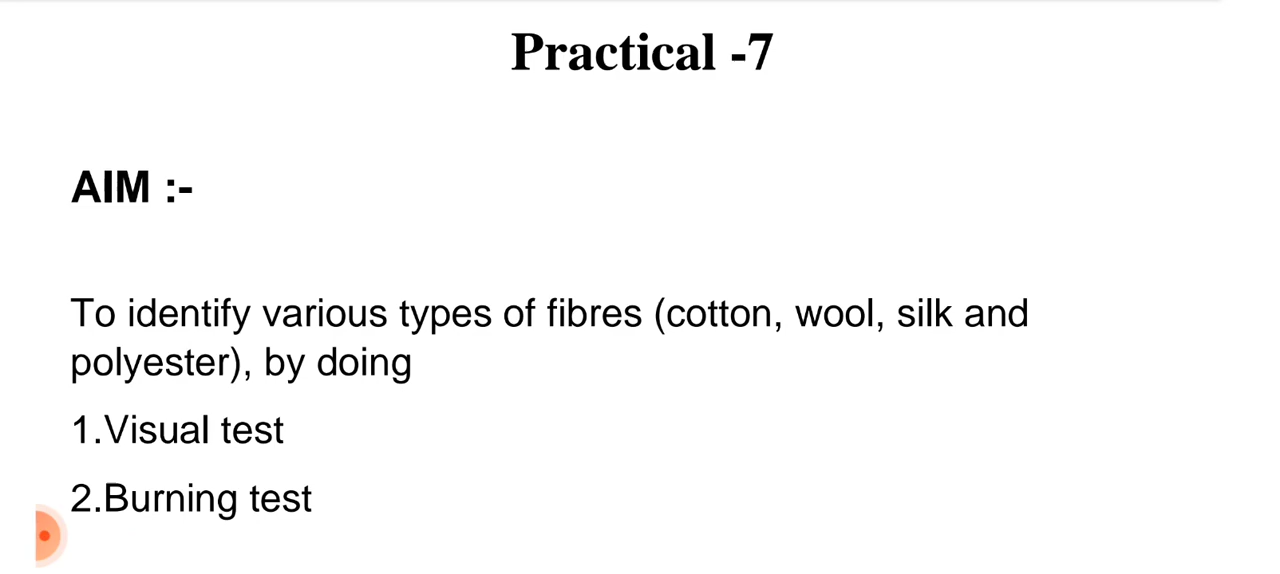 Practical -7
AIM :-
To identify various types of fibres (cotton, wool, silk and
polyester), by doing
1.Visual test
2.Burning test